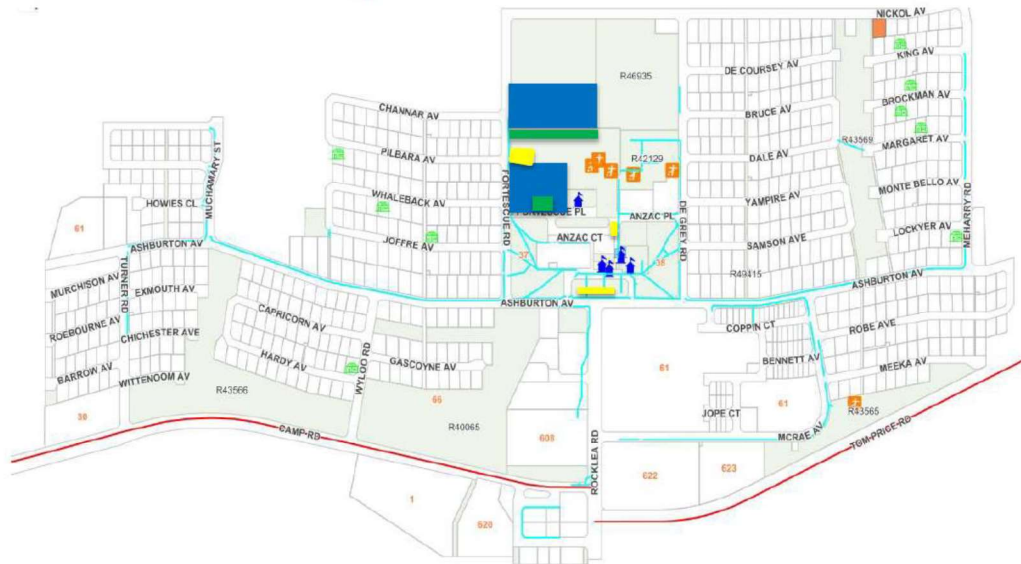 NICKOL AV
KING AV
R46935
DE COURSEY AV
BROCKMAN AV
CHANNAR AV
BRUCE AV
R43569
MARGARET AV
PILBARA AV
R42129
DALE AV
MUCHAMARY ST
FORTESCUE RD
MONTE BELLO AV
WHALEBACK AV
YAMPIRE AV
HOWIES CL
ANZAC PL
DE GREY RD
LOCKYER AV
MEHARRY RD
61
JOFFRE AV
ANZAC CT
SAMSON AVE
ASHBURTON AV
37
38
TURNER RD
R40415
ASHBURTON AV
MURCHISON AV
EXMOUTH AV
ASHBURTON AV
CAPRICORN AV
ROEBOURNE AV
CHICHESTER AVE
COPPIN CT
ROBE AVE
HARDY AV
WYLOO RD
GASCOYNE AV
BENNETT AV
MEEKA AV
BARROW AV
WITTENOOM AV
61
R43566
66
61
JOPE CT
R43565
38
CAMP RD
R40065
608
ROCKLEA RD
MCRAE AV
TOM PRICE RD
622
623
1
620